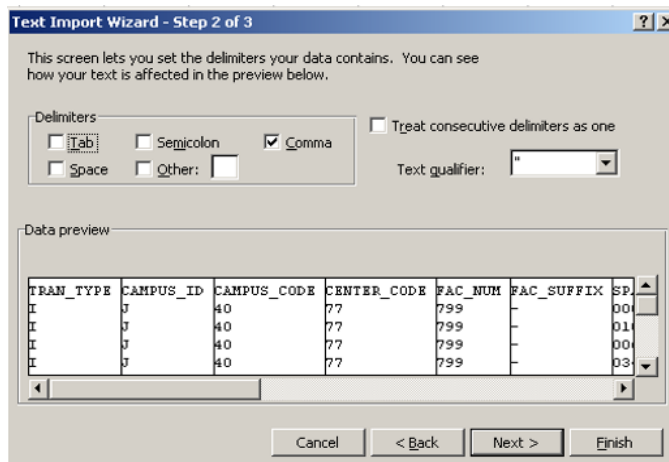 Text Import Wizard - Step 2 of 3
This screen lets you set the delimiters your data contains. You can see
how your text is affected in the preview below.
Delimiters
Tab Semicolon Comma
Space Other:
Treat consecutive delimiters as one
Text qualifier: "
Data preview
TRAN_TYPE CAMPUS_ID CAMPUS_CODE CENTER_CODE FAC_NUM FAC_SUFFIX
I J 40 77 799 -
I J 40 77 799 -
I J 40 77 799 -
I J 40 77 799 -
Cancel < Back Next > Finish